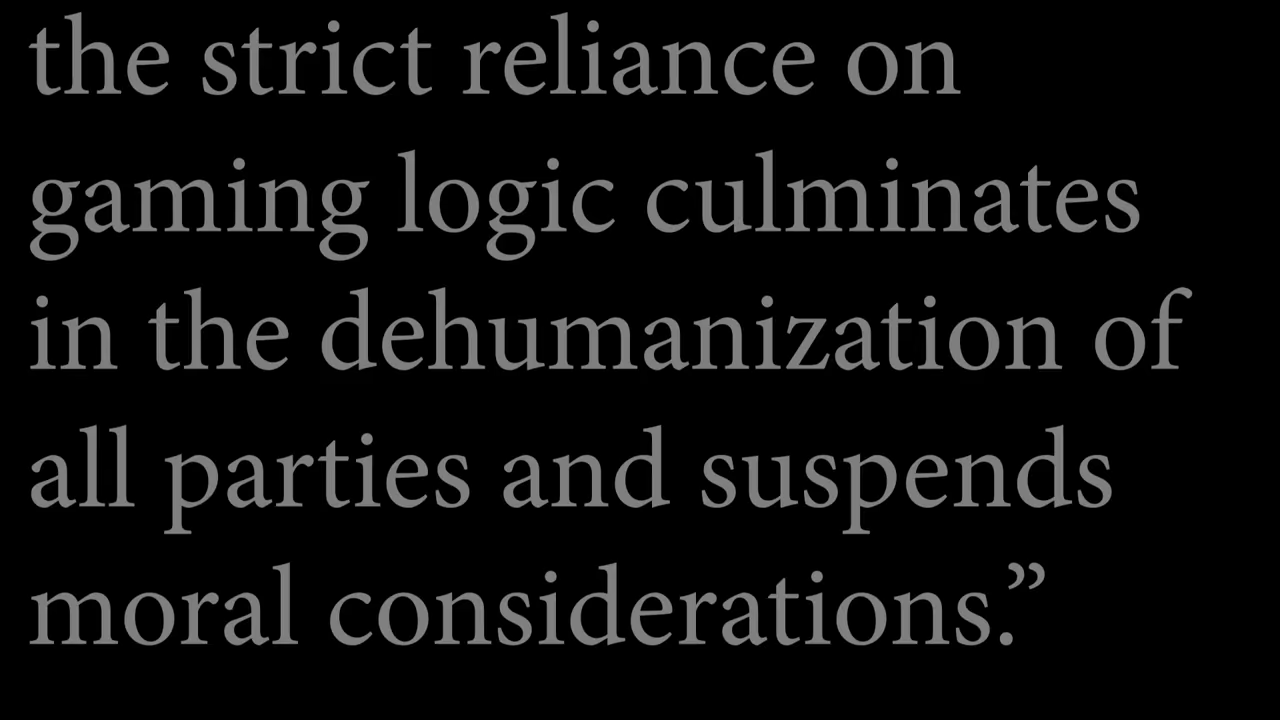 the strict reliance on
gaming logic culminates
in the dehumanization of
all parties and suspends
moral considerations.”